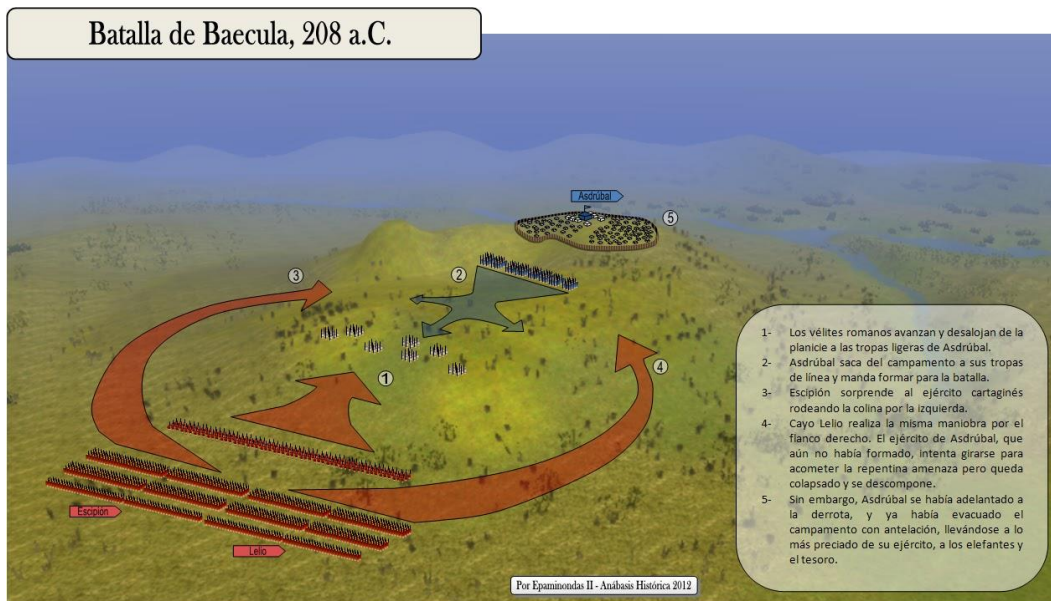 Batalla de Baecula, 208 a.C.
Asdrúbal
5
3
2
1
4
Escipión
Lelio
1- Los vélites romanos avanzan y desalojan de la
planicie a las tropas ligeras de Asdrúbal.
2- Asdrúbal saca del campamento a sus tropas
de línea y manda formar para la batalla.
3- Escipión sorprende al ejército cartaginés
rodeando la colina por la izquierda.
4- Cayo Lelio realiza la misma maniobra por el
flanco derecho. El ejército de Asdrúbal, que
aún no había formado, intenta girarse para
acometer la repentina amenaza pero queda
colapsado y se descompone.
5- Sin embargo, Asdrúbal se había adelantado a
la derrota, y ya había evacuado el
campamento con antelación, llevándose a lo
más preciado de su ejército, a los elefantes y
el tesoro.
Por Epaminondas II - Anábasis Histórica 2012